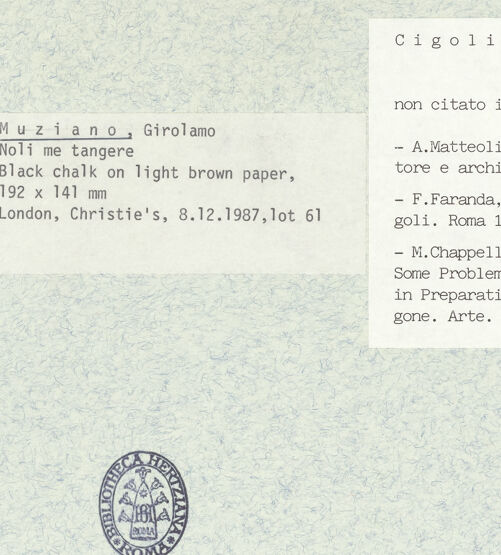 Muziano, Girolamo
Noli me tangere
Black chalk on light brown paper,
192 x 141 mm
London, Christie's, 8.12.1987,lot 61
Cigoli
non citato i
- A.Matteoli
tore e archi
- F.Faranda,
goli. Roma 1
- M.Chappell
Some Problem
in Preparati
gone. Arte.
BIBLIOTHECA HERTZIANA
ROMA
ROMA